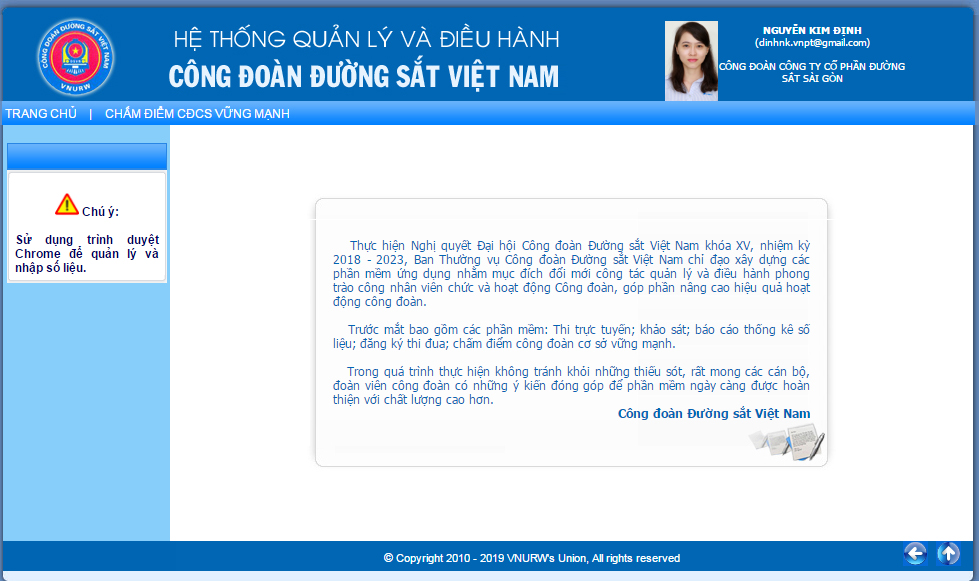 CÔNG ĐOÀN ĐƯỜNG SẮT VIỆT NAM
VNURW
HỆ THỐNG QUẢN LÝ VÀ ĐIỀU HÀNH
CÔNG ĐOÀN ĐƯỜNG SẮT VIỆT NAM
NGUYỄN KIM ĐỊNH
(dinhnk.vnpt@gmail.com)
CÔNG ĐOÀN CÔNG TY CỔ PHẦN ĐƯỜNG
SẮT SÀI GÒN
TRANG CHỦ | CHẤM ĐIỂM CĐCS VỮNG MẠNH
Chú ý:
Sử dụng trình duyệt
Chrome để quản lý và
nhập số liệu.
Thực hiện Nghị quyết Đại hội Công đoàn Đường sắt Việt Nam khóa XV, nhiệm kỳ
2018 - 2023, Ban Thường vụ Công đoàn Đường sắt Việt Nam chỉ đạo xây dựng các
phần mềm ứng dụng nhằm mục đích đổi mới công tác quản lý và điều hành phong
trào công nhân viên chức và hoạt động Công đoàn, góp phần nâng cao hiệu quả hoạt
động công đoàn.
Trước mắt bao gồm các phần mềm: Thi trực tuyến; khảo sát; báo cáo thống kê số
liệu; đăng ký thi đua; chấm điểm công đoàn cơ sở vững mạnh.
Trong quá trình thực hiện không tránh khỏi những thiếu sót, rất mong các cán bộ,
đoàn viên công đoàn có những ý kiến đóng góp để phần mềm ngày càng được hoàn
thiện với chất lượng cao hơn.
Công đoàn Đường sắt Việt Nam
© Copyright 2010 - 2019 VNURW's Union, All rights reserved